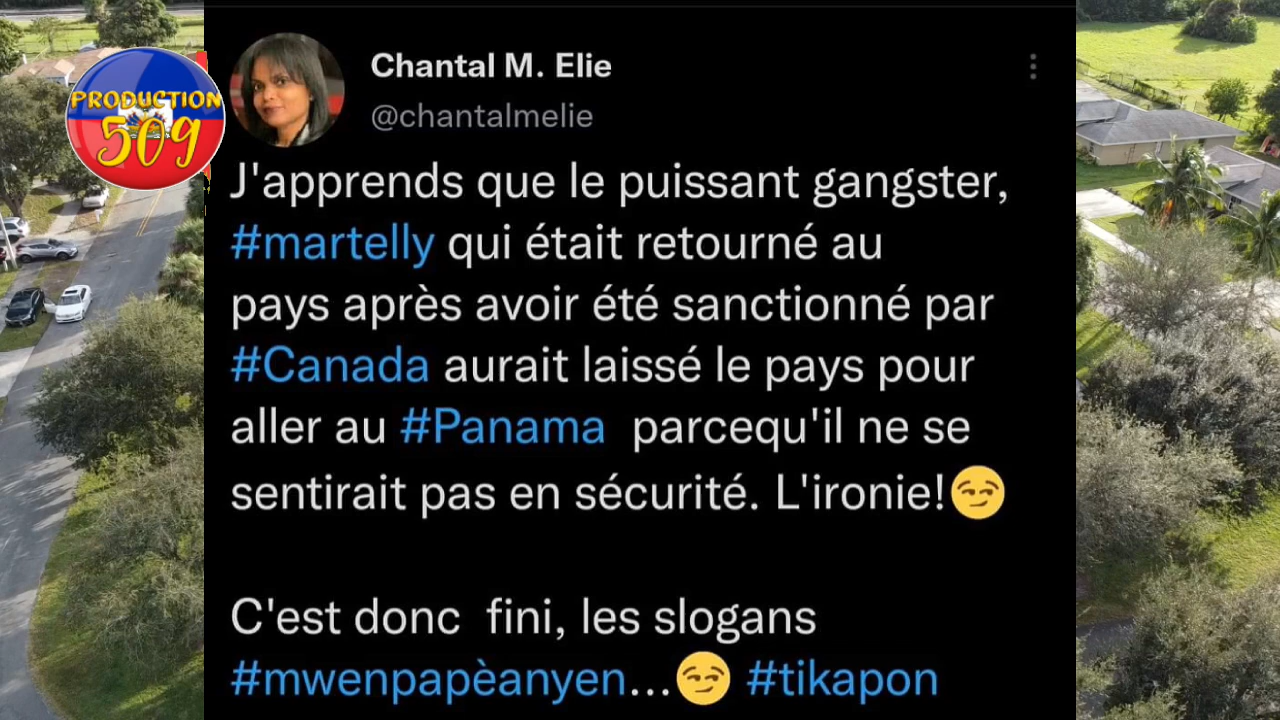 PRODUCTION
509
Chantal M. Elie
@chantalmelie
J'apprends que le puissant gangster,
#martelly qui était retourné au
pays après avoir été sanctionné par
#Canada aurait laissé le pays pour
aller au #Panama  parcequ'il ne se
sentirait pas en sécurité. L'ironie!😏
C'est donc  fini, les slogans
#mwenpapèanyen...😏 #tikapon